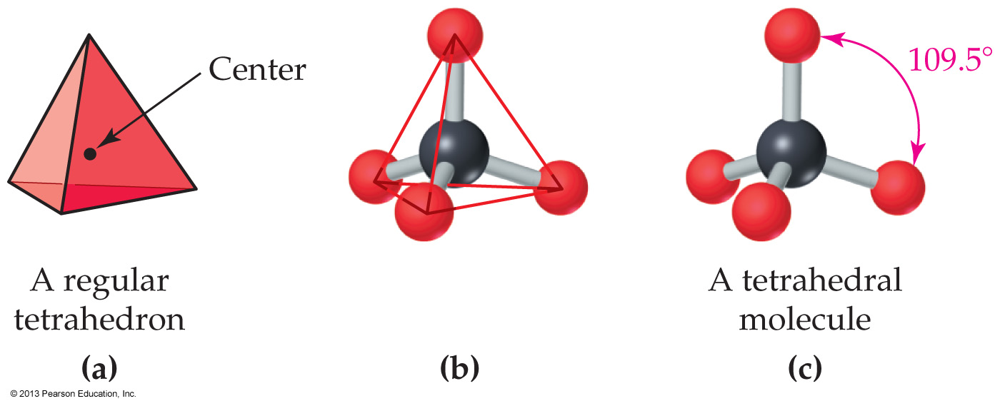 Center
109.5°
A regular
tetrahedron
(a)
(b)
A tetrahedral
molecule
(c)
© 2013 Pearson Education, Inc.